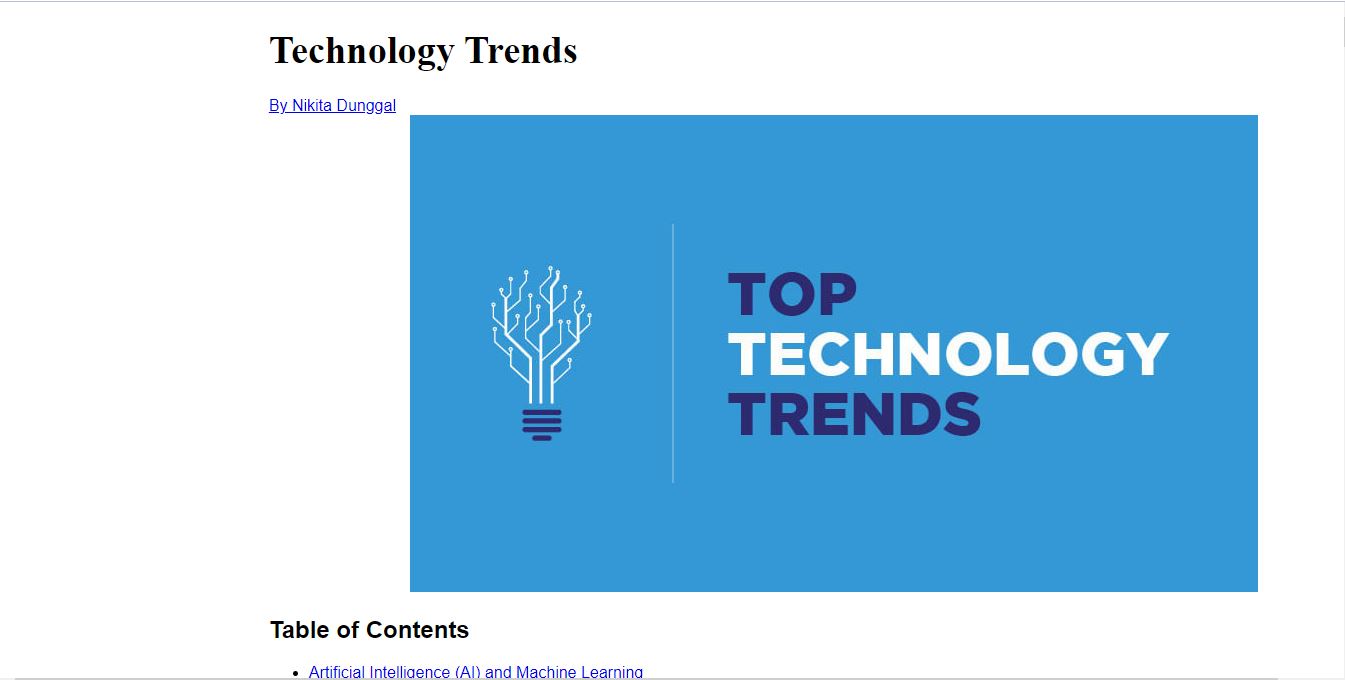 Technology Trends
By Nikita Dunggal
TOP
TECHNOLOGY
TRENDS
Table of Contents
Artificial Intelligence (AI) and Machine Learning